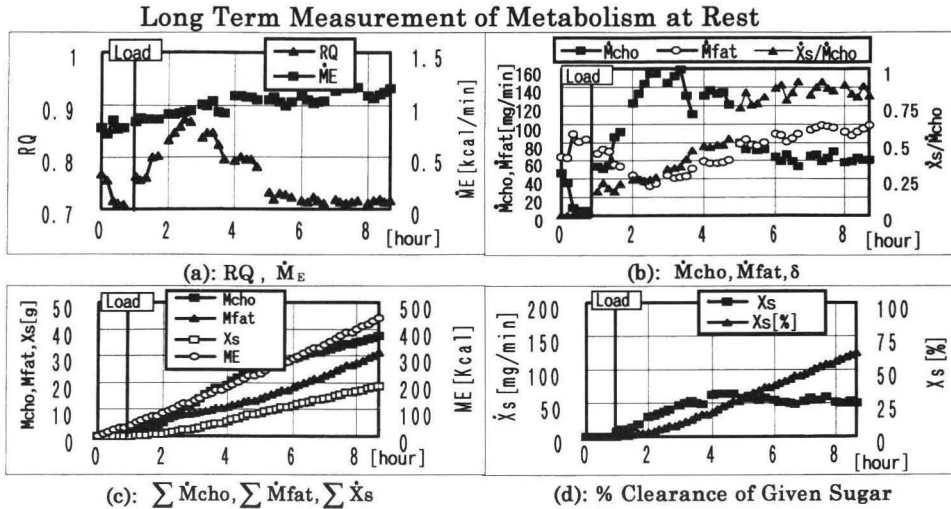 Long Term Measurement of Metabolism at Rest
1
0.9
0.8
0.7
RQ
Load
RQ
ṀE
1.5
1
0.5
0
ṀE[kcal/min]
0 2 4 6 8
[hour]
(a): RQ , ṀE
Ṁcho Ṁfat Ẋs/Ṁcho
Load
160
140
120
100
80
60
40
20
0
Ṁcho,Ṁfat[mg/min]
1
0.75
0.5
0.25
0
Ẋs/Ṁcho
0 2 4 6 8
[hour]
(b): Ṁcho,Ṁfat,δ
50
40
30
20
10
0
Mcho,Mfat,Xs[g]
Load
Mcho
Mfat
Xs
ME
500
400
300
200
100
0
ME[Kcal]
0 2 4 6 8
[hour]
(c): ∑ Ṁcho, ∑ Ṁfat, ∑ Ẋs
200
150
100
50
0
Ẋs [mg/min]
Load
Xs
Xs[%]
100
75
50
25
0
Xs[%]
0 2 4 6 8
[hour]
(d): % Clearance of Given Sugar